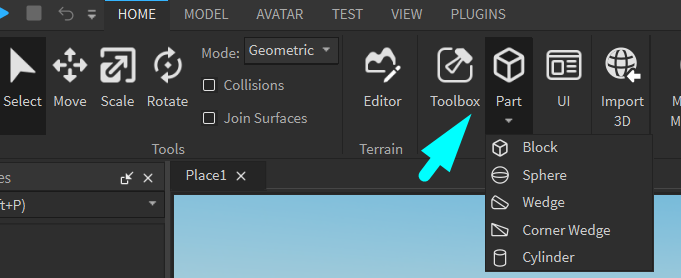 HOME MODEL AVATAR TEST VIEW PLUGINS
Mode: Geometric
Collisions
Join Surfaces
Select Move Scale Rotate
Editor Toolbox Part UI Import
3D
Tools Terrain
Block
Sphere
Wedge
Corner Wedge
Cylinder
Place1